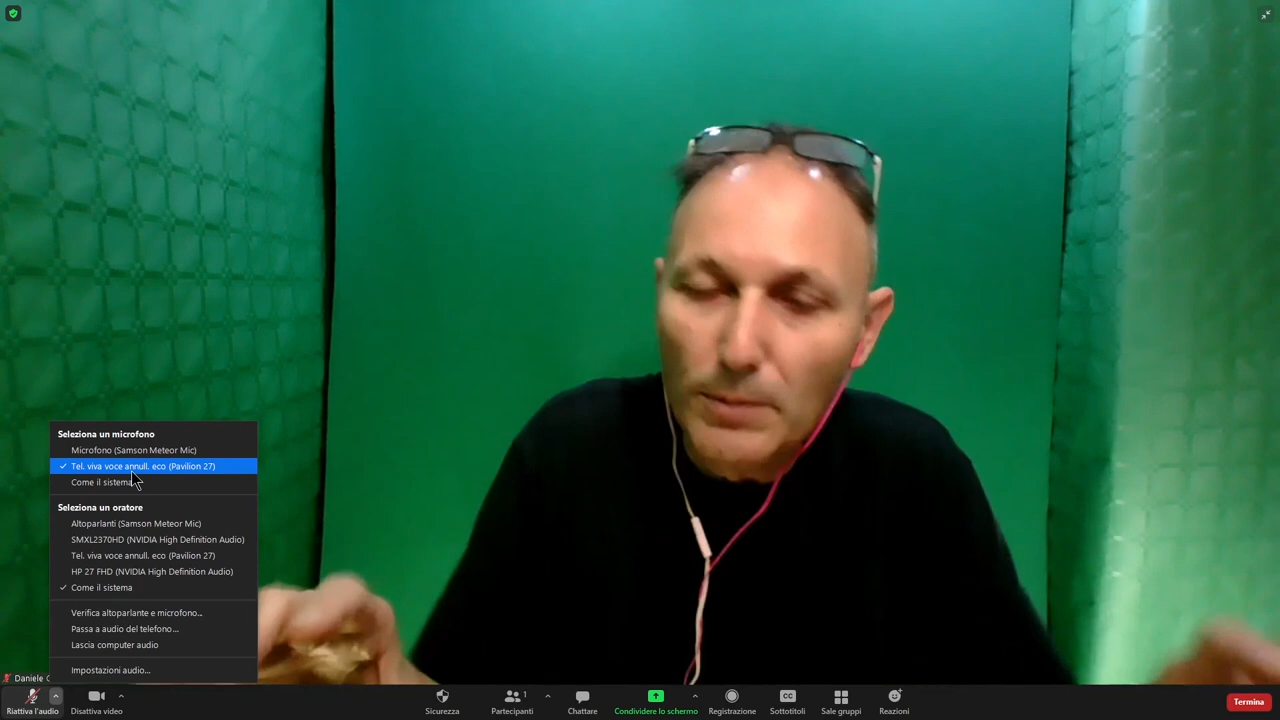 Seleziona un microfono
Microfono (Samson Meteor Mic)
Tel. viva voce annull. eco (Pavilion 27)
Come il sistema
Seleziona un oratore
Altoparlanti (Samson Meteor Mic)
SMXL2370HD (NVIDIA High Definition Audio)
Tel. viva voce annull. eco (Pavilion 27)
HP 27 FHD (NVIDIA High Definition Audio)
Come il sistema
Verifica altoparlante e microfono...
Passa a audio del telefono...
Lascia computer audio
Impostazioni audio...
Daniele
Riattiva l'audio
Disattiva video
Sicurezza
1
Partecipanti
Chattare
Condividere lo schermo
Registrazione
CC
Sottotitoli
Sale gruppi
Reazioni
Termina